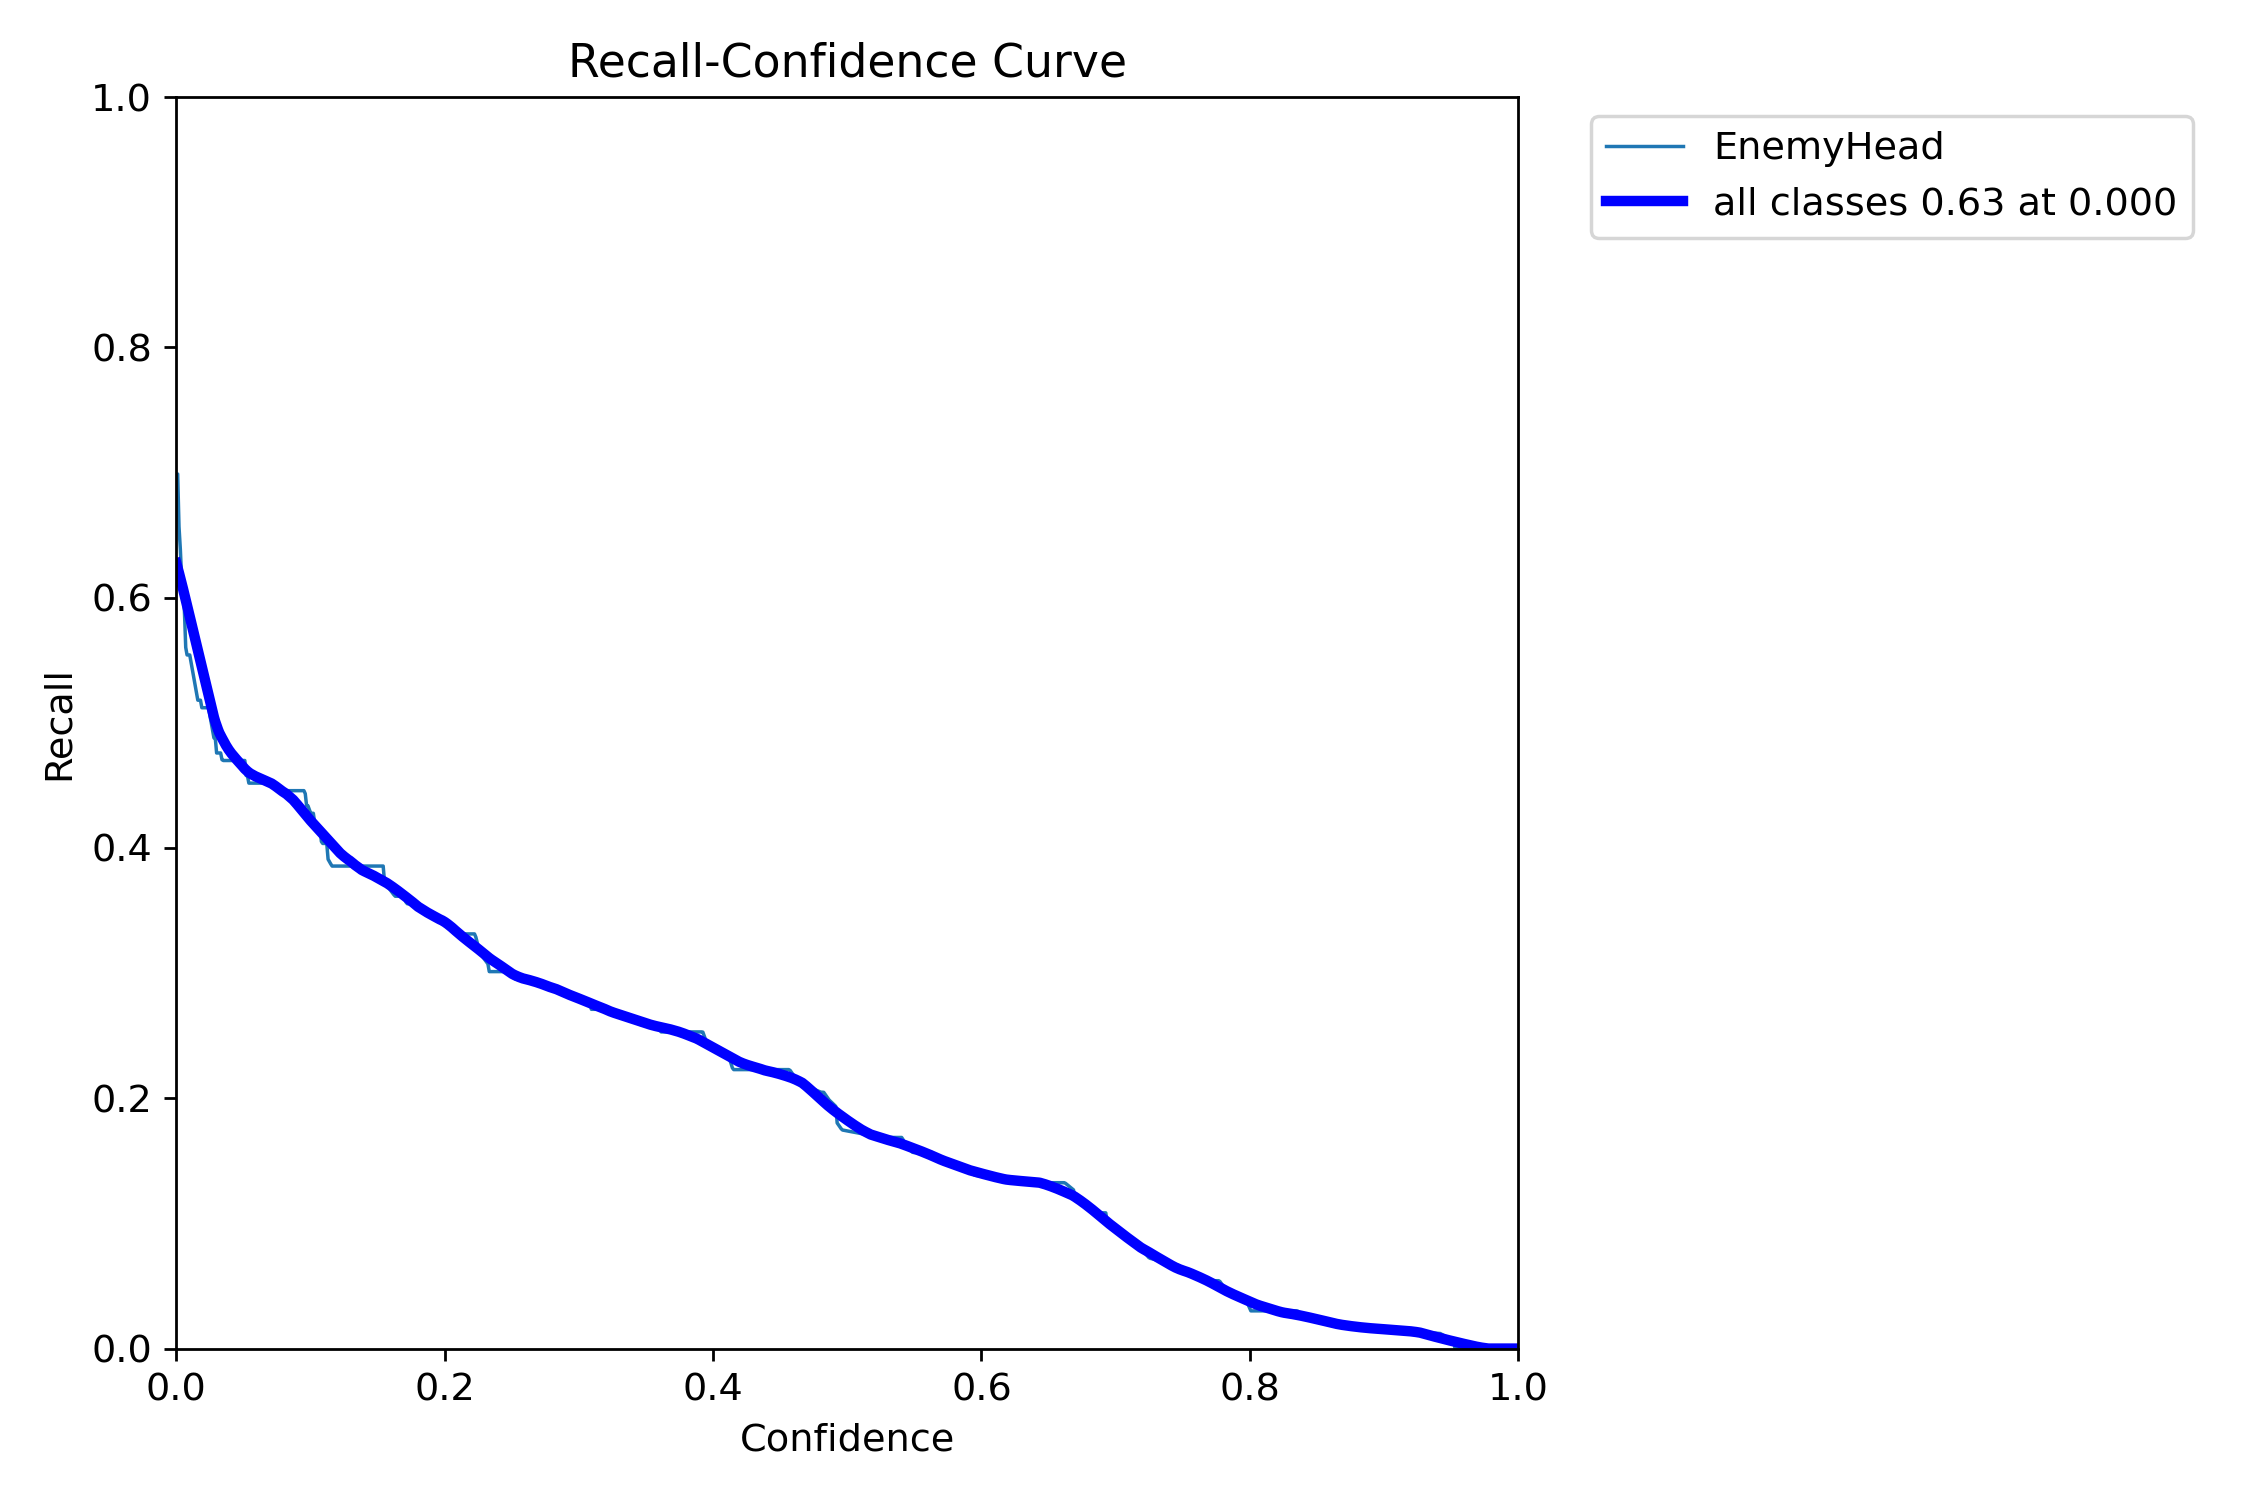 Recall-Confidence Curve
1.0
0.8
0.6
0.4
0.2
0.0
Recall
0.0 0.2 0.4 0.6 0.8 1.0
Confidence
EnemyHead
all classes 0.63 at 0.000